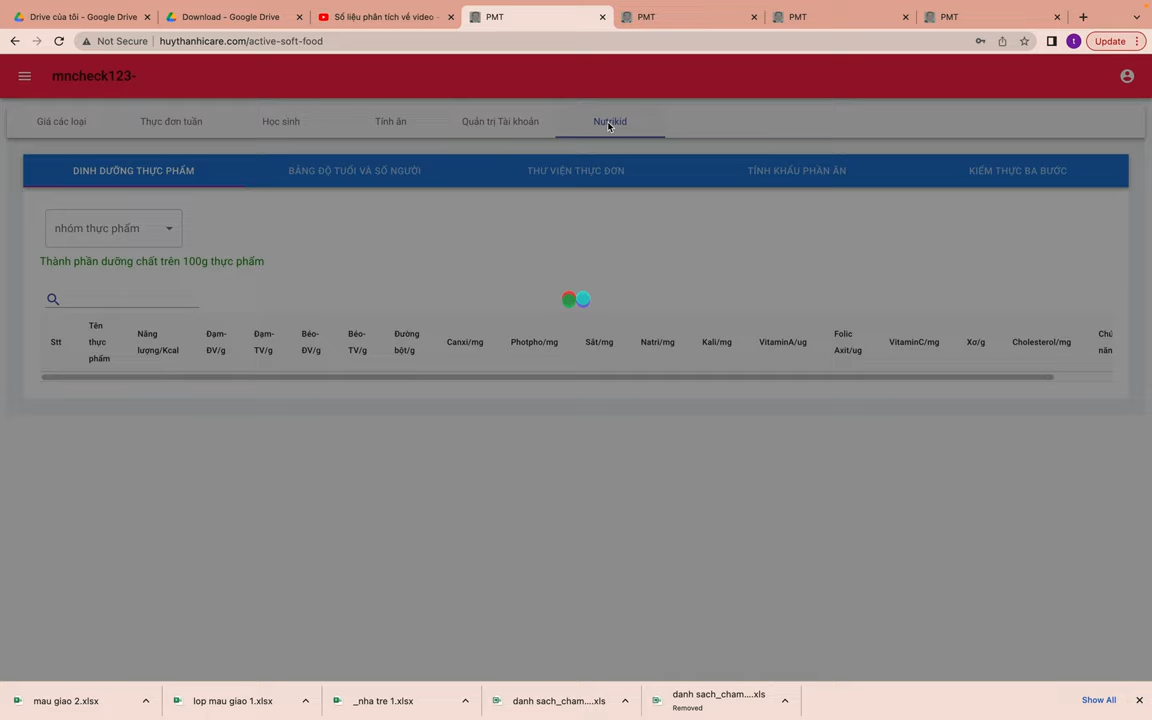 Drive của tôi - Google Drive
Download - Google Drive
Số liệu phân tích về video -
PMT
PMT
PMT
PMT
Not Secure
huythanhicare.com/active-soft-food
t
Update
mncheck123-
Giá các loại
Thực đơn tuần
Học sinh
Tính ăn
Quản trị Tài khoản
Nutrikid
DINH DƯỠNG THỰC PHẨM
BẢNG ĐỘ TUỔI VÀ SỐ NGƯỜI
THƯ VIỆN THỰC ĐƠN
TÍNH KHẨU PHẦN ĂN
KIỂM THỰC BA BƯỚC
nhóm thực phẩm
Thành phần dưỡng chất trên 100g thực phẩm
Stt
Tên
thực
phẩm
Năng
lượng/Kcal
Đạm-
ĐV/g
Đạm-
TV/g
Béo-
ĐV/g
Béo-
TV/g
Đường
bột/g
Canxi/mg
Photpho/mg
Sắt/mg
Natri/mg
Kali/mg
VitaminA/ug
Folic
Axit/ug
VitaminC/mg
Xơ/g
Cholesterol/mg
Chú
năn
mau giao 2.xlsx
lop mau giao 1.xlsx
_nha tre 1.xlsx
danh sach_cham....xls
danh sach_cham....xls
Removed
Show All